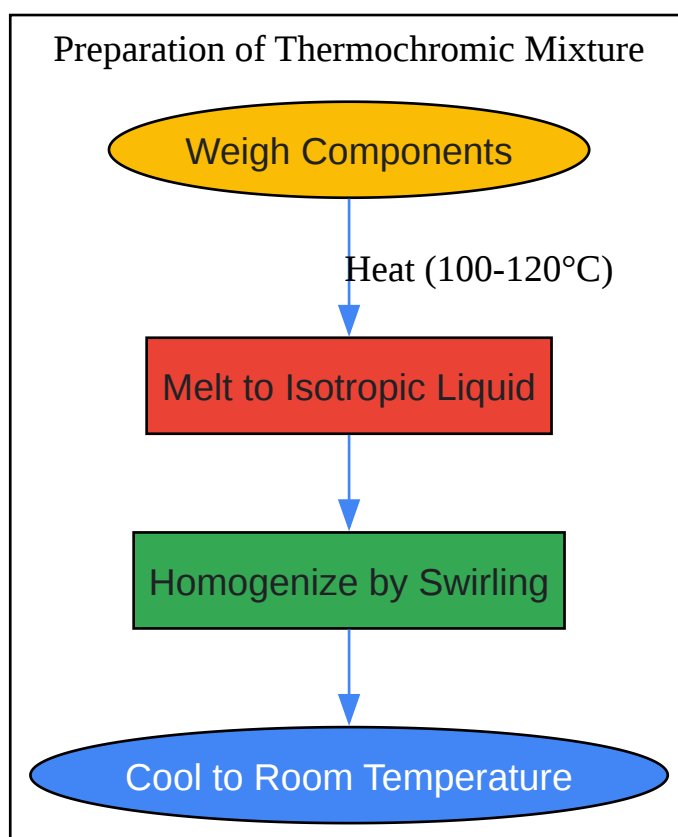 Preparation of Thermochromic Mixture
Weigh Components
Heat (100-120°C)
Melt to Isotropic Liquid
Homogenize by Swirling
Cool to Room Temperature